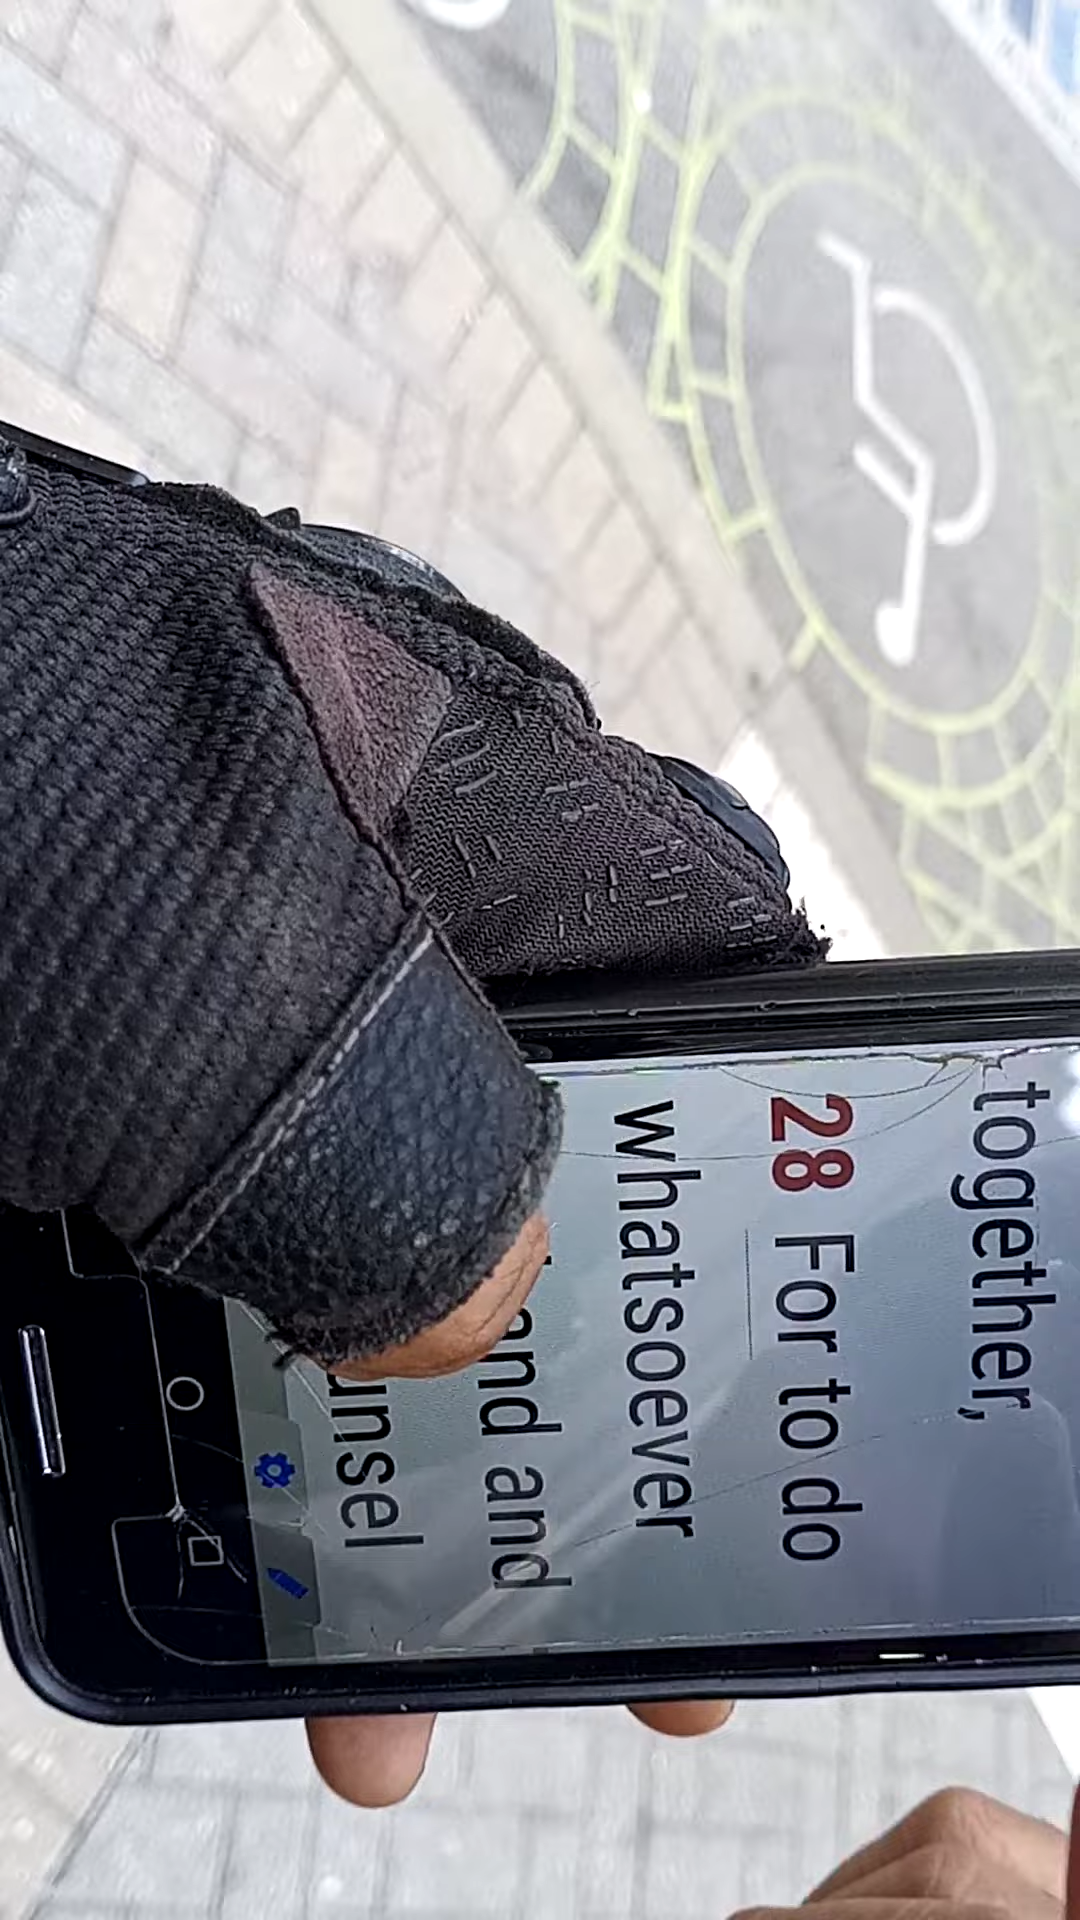 together,
28 For to do
whatsoever
and and